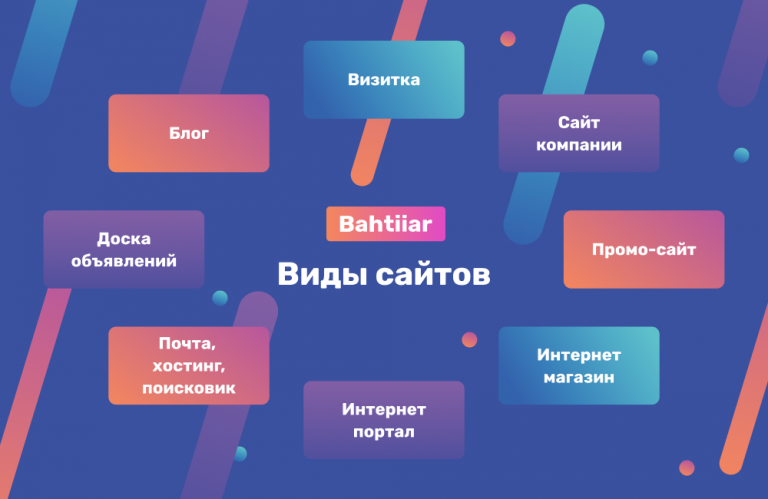 Визитка
Блог
Сайт
компании
Доска
объявлений
Bahtiiar
Виды сайтов
Промо-сайт
Почта,
хостинг,
поисковик
Интернет
магазин
Интернет
портал